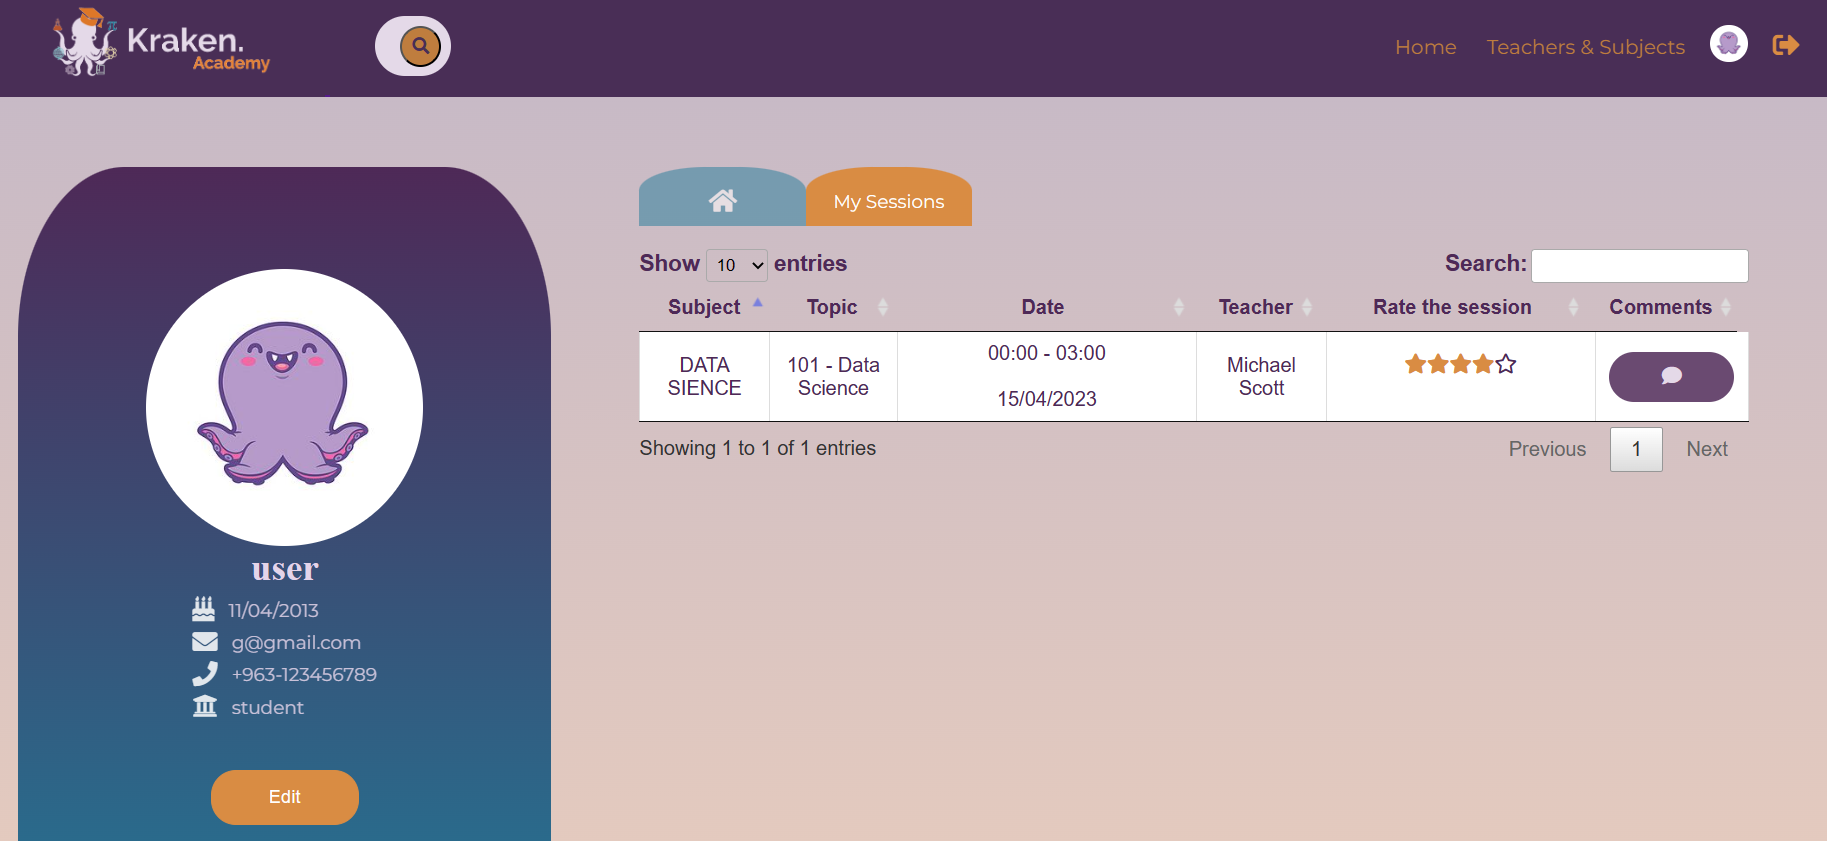 Kraken.
Academy
Home
Teachers & Subjects
My Sessions
Show 10 entries
Search:
Subject
Topic
Date
Teacher
Rate the session
Comments
DATA
SIENCE
101 - Data
Science
00:00 - 03:00
15/04/2023
Michael
Scott
Showing 1 to 1 of 1 entries
Previous
1
Next
user
11/04/2013
g@gmail.com
+963-123456789
student
Edit